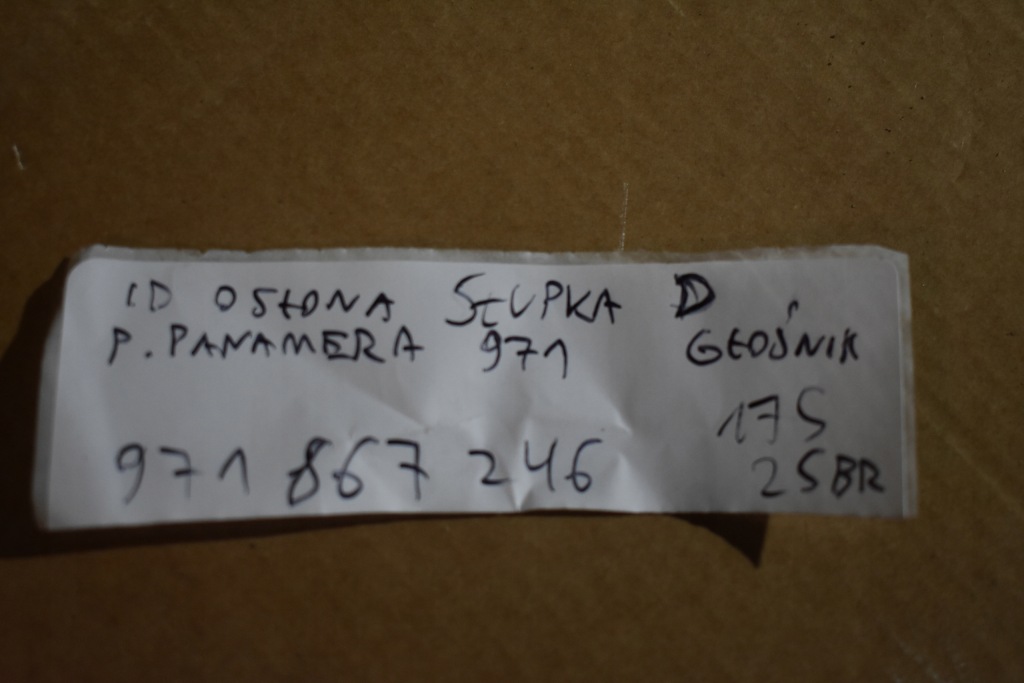 1D OSŁONA SŁUPKA D
P. PANAMERA 971 GŁOŚNIK
175
971 867 246 25BR